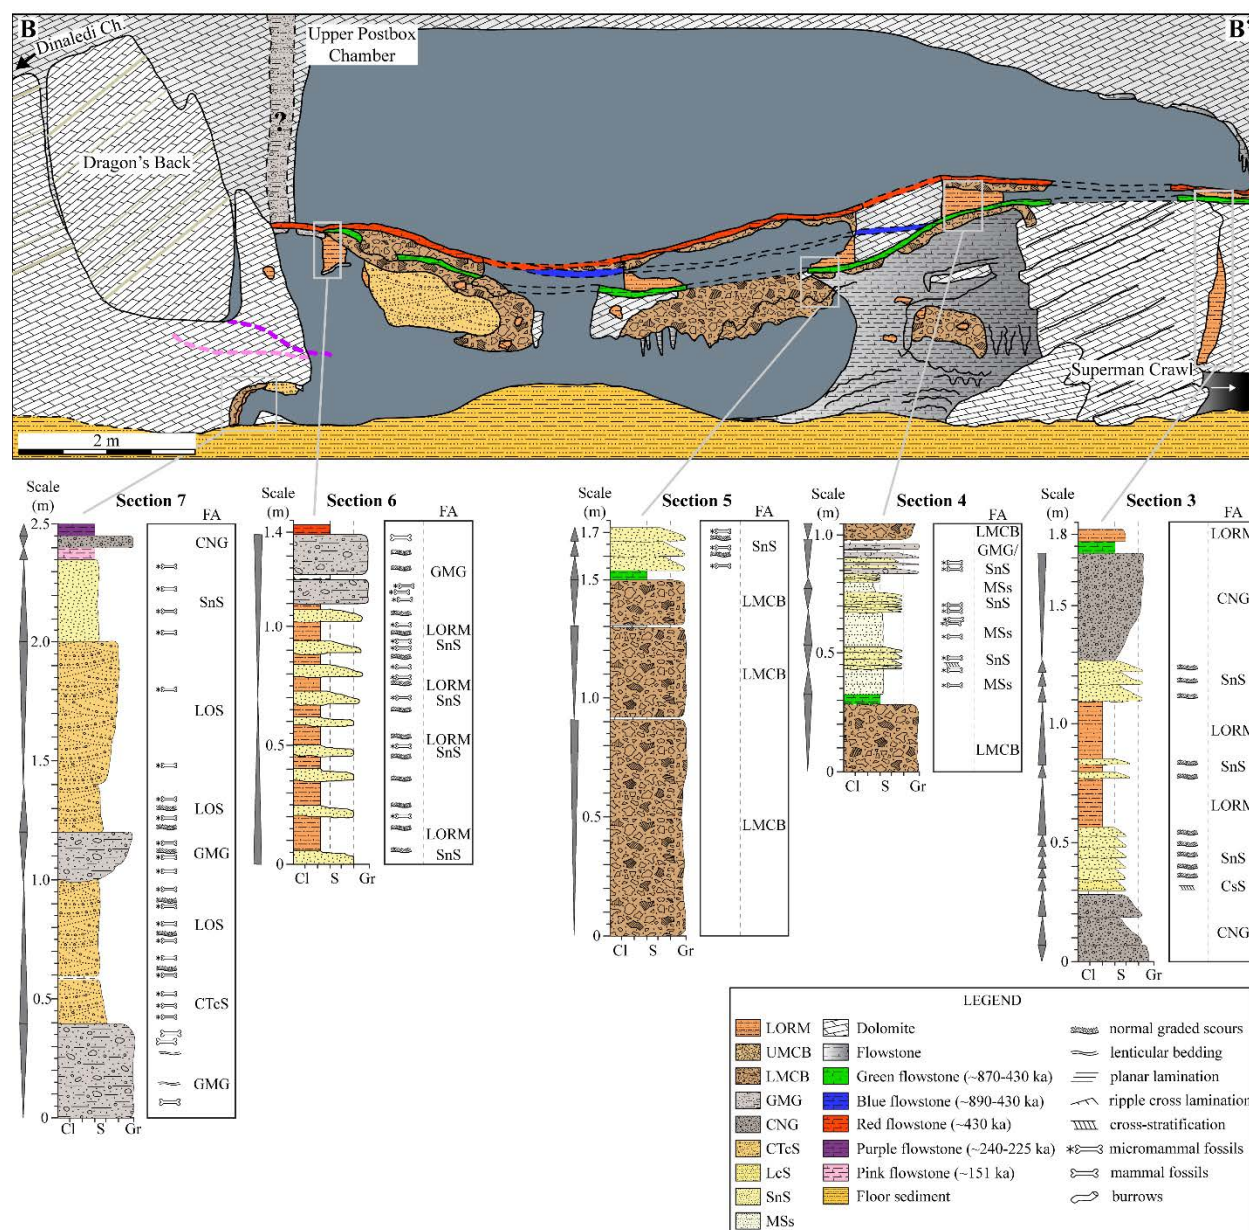 B
B'
Dinaledi Ch.
Upper Postbox
Chamber
?
Dragon's Back
Superman Crawl
2 m
Scale
(m)
Section 7
FA
2.5
2.0
1.5
1.0
0.5
0
Cl S Gr
CNG
SnS
LOS
LOS
GMG
LOS
CTcS
GMG
Scale
(m)
Section 6
FA
1.4
1.0
0.5
0
Cl S Gr
GMG
LORM
SnS
LORM
SnS
LORM
SnS
LORM
SnS
Scale
(m)
Section 5
FA
1.7
1.5
1.0
0.5
0
Cl S Gr
SnS
LMCB
LMCB
LMCB
Scale
(m)
Section 4
FA
1
0.5
0
Cl S Gr
LMCB
GMG/
SnS
MSs
SnS
MSs
SnS
MSs
LMCB
Scale
(m)
Section 3
FA
1.8
1.5
1.0
0.5
0
Cl S Gr
LORM
CNG
SnS
LORM
SnS
LORM
SnS
CsS
CNG
LEGEND
LORM
UMCB
LMCB
GMG
CNG
CTcS
LcS
SnS
MSs
Dolomite
Flowstone
Green flowstone (~870-430 ka)
Blue flowstone (~890-430 ka)
Red flowstone (~430 ka)
Purple flowstone (~240-225 ka)
Pink flowstone (~151 ka)
Floor sediment
normal graded scours
lenticular bedding
planar lamination
ripple cross lamination
cross-stratification
micromammal fossils
mammal fossils
burrows